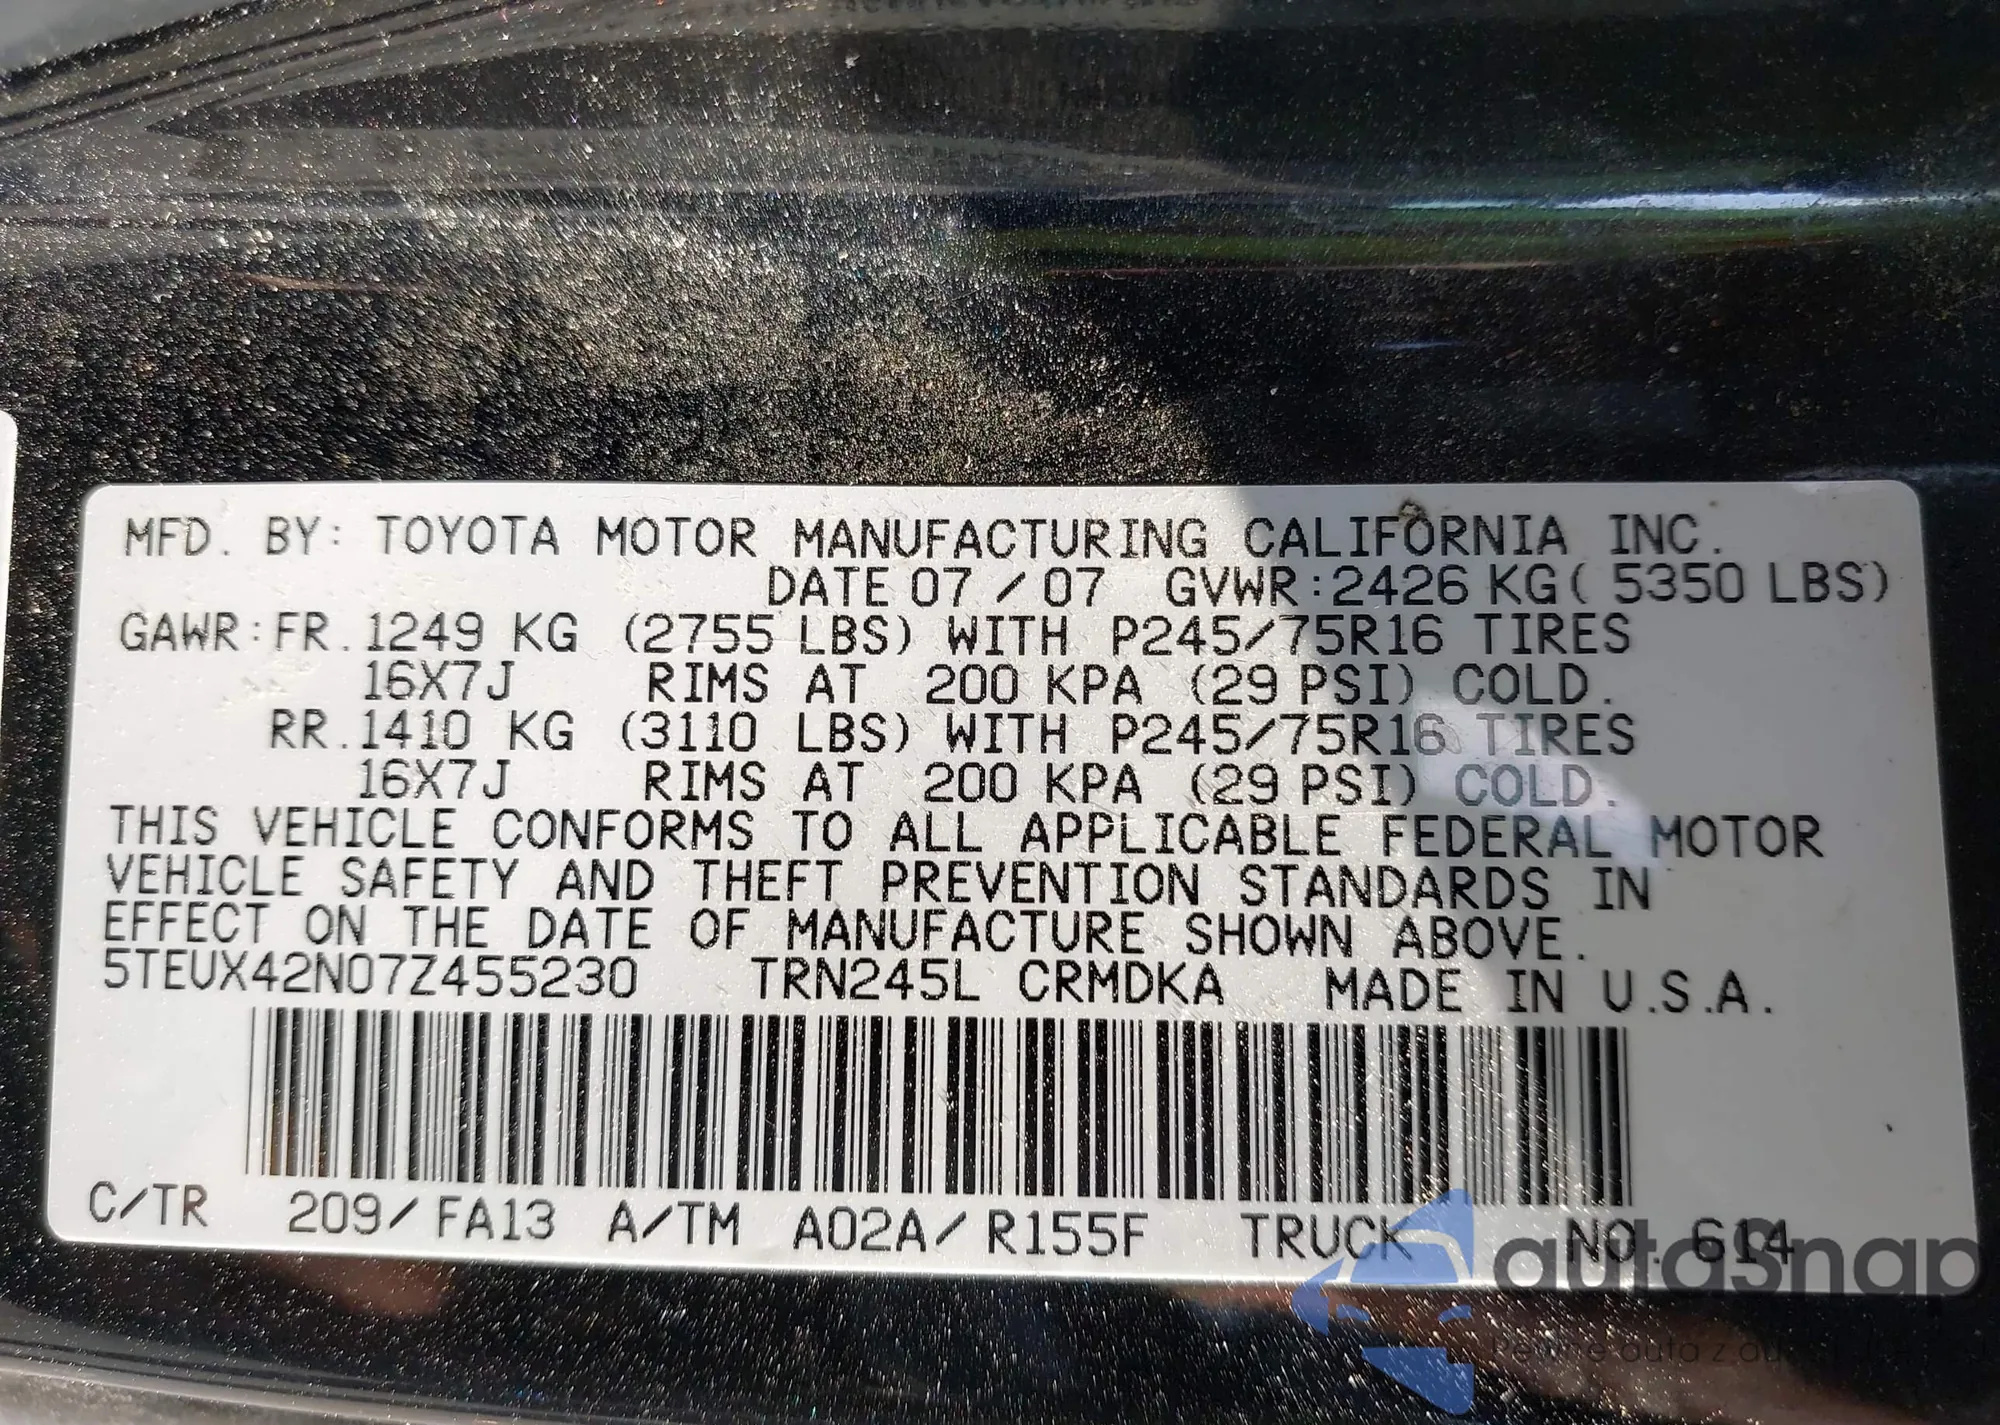 MFD. BY: TOYOTA MOTOR MANUFACTURING CALIFORNIA INC.
DATE 07 / 07 GVWR:2426 KG( 5350 LBS)
GAWR:FR.1249 KG (2755 LBS) WITH P245/75R16 TIRES
16X7J RIMS AT 200 KPA (29 PSI) COLD.
RR.1410 KG (3110 LBS) WITH P245/75R16 TIRES
16X7J RIMS AT 200 KPA (29 PSI) COLD.
THIS VEHICLE CONFORMS TO ALL APPLICABLE FEDERAL MOTOR
VEHICLE SAFETY AND THEFT PREVENTION STANDARDS IN
EFFECT ON THE DATE OF MANUFACTURE SHOWN ABOVE.
5TEUX42N07Z455230 TRN245L CRMDKA MADE IN U.S.A.
C/TR 209/FA13 A/TM A02A/R155F TRUCK NO. 614
autoSnap
auta z